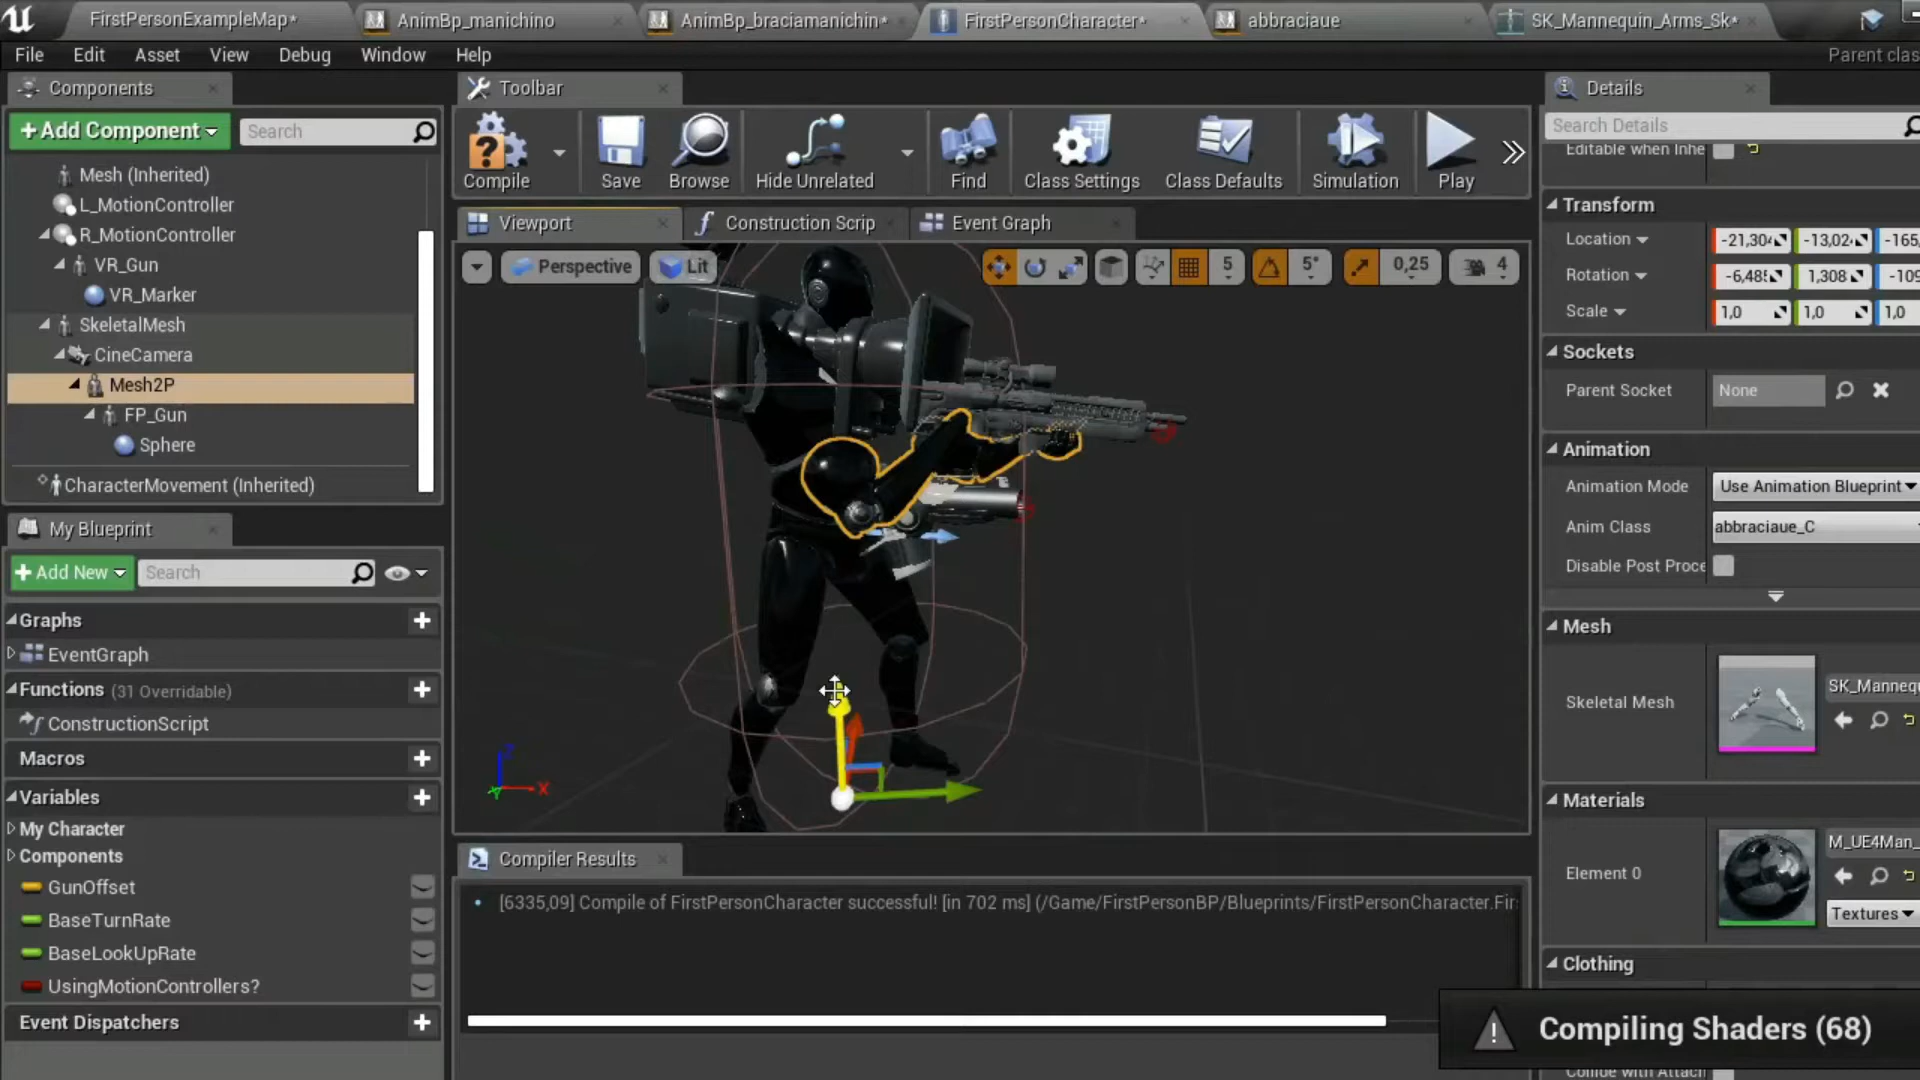 FirstPersonExampleMap*
AnimBp_manichino
AnimBp_braciamanichin*
FirstPersonCharacter*
abbraciaue
SK_Mannequin_Arms_Sk*
File Edit Asset View Debug Window Help
Parent clas
Components
+Add Component
Search
Mesh (Inherited)
L_MotionController
R_MotionController
VR_Gun
VR_Marker
SkeletalMesh
CineCamera
Mesh2P
FP_Gun
Sphere
CharacterMovement (Inherited)
My Blueprint
+Add New
Search
Graphs
EventGraph
Functions (31 Overridable)
ConstructionScript
Macros
Variables
My Character
Components
GunOffset
BaseTurnRate
BaseLookUpRate
UsingMotionControllers?
Event Dispatchers
Toolbar
Compile
Save
Browse
Hide Unrelated
Find
Class Settings
Class Defaults
Simulation
Play
Viewport
Construction Scrip
Event Graph
Perspective
Lit
5
5°
0,25
4
Z
X
Y
Compiler Results
[6335,09] Compile of FirstPersonCharacter successful! [in 702 ms] (/Game/FirstPersonBP/Blueprints/FirstPersonCharacter.Fir
Details
Search Details
Editable when Inhe
Transform
Location
-21,304
-13,024
-165,
Rotation
1,308
-109
Scale
1,0
1,0
1,0
Sockets
Parent Socket
None
Animation
Animation Mode
Use Animation Blueprint
Anim Class
abbraciaue_C
Disable Post Proce
Mesh
Skeletal Mesh
SK_Mannequ
Materials
Element 0
M_UE4Man_
Textures
Clothing
Compiling Shaders (68)
Collide with Attach